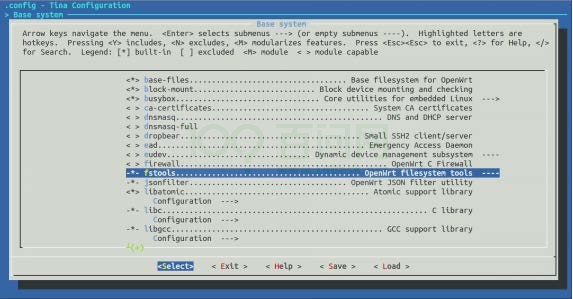 .config - Tina Configuration
> Base system
Base system
Arrow keys navigate the menu.  <Enter> selects submenus ---> (or empty submenus ----).  Highlighted letters are
hotkeys.  Pressing <Y> includes, <N> excludes, <M> modularizes features.  Press <Esc><Esc> to exit, <?> for Help, </>
for Search.  Legend: [*] built-in  [ ] excluded  <M> module  < > module capable
<*> base-files................................... Base filesystem for OpenWrt
<*> block-mount.............................. Block device mounting and checking
<*> busybox................................ Core utilities for embedded Linux  --->
< > ca-certificates................................... System CA certificates
< > dnsmasq.............................................. DNS and DHCP server
< > dnsmasq-full
< > dropbear........................................ Small SSH2 client/server
< > ead................................................ Emergency Access Daemon
< > eudev............................. Dynamic device management subsystem  ----
< > firewall............................................... OpenWrt C Firewall
-*- fstools........................................... OpenWrt filesystem tools  ----
-*- jsonfilter................................. OpenWrt JSON filter utility
<*> libatomic........................................ Atomic support library
Configuration  --->
-*- libc............................................................ C library
Configuration  --->
-*- libgcc............................................ GCC support library
Configuration  --->
┴(+)
<Select>    < Exit >    < Help >    < Save >    < Load >